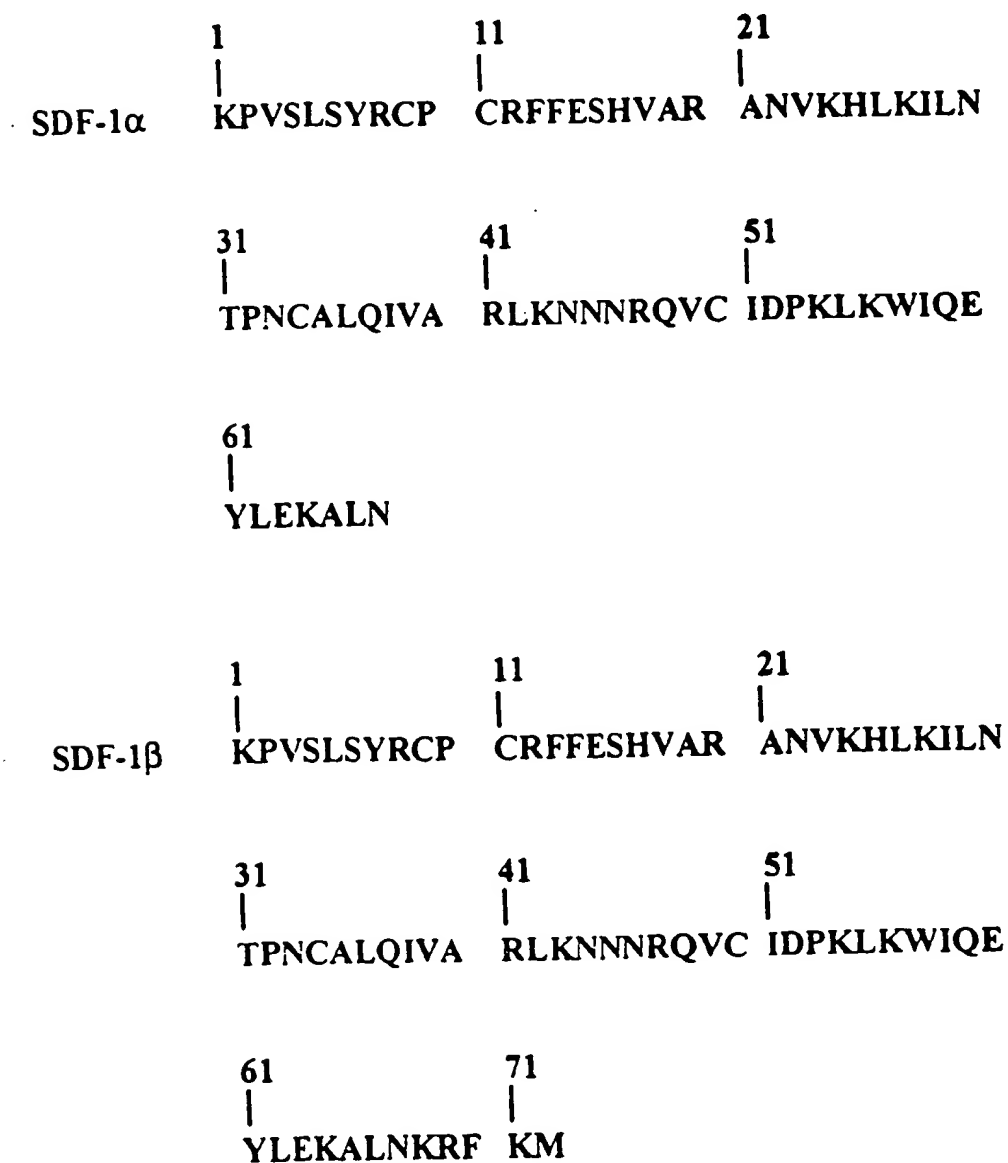 1 11 21
SDF-1α KPVSLSYRCP CRFFESHVAR ANVKHLKILN
31 41 51
TPNCALQIVA RLKNNNRQVC IDPKLKWIQE
61
YLEKALN
1 11 21
SDF-1β KPVSLSYRCP CRFFESHVAR ANVKHLKILN
31 41 51
TPNCALQIVA RLKNNNRQVC IDPKLKWIQE
61 71
YLEKALNKRF KM